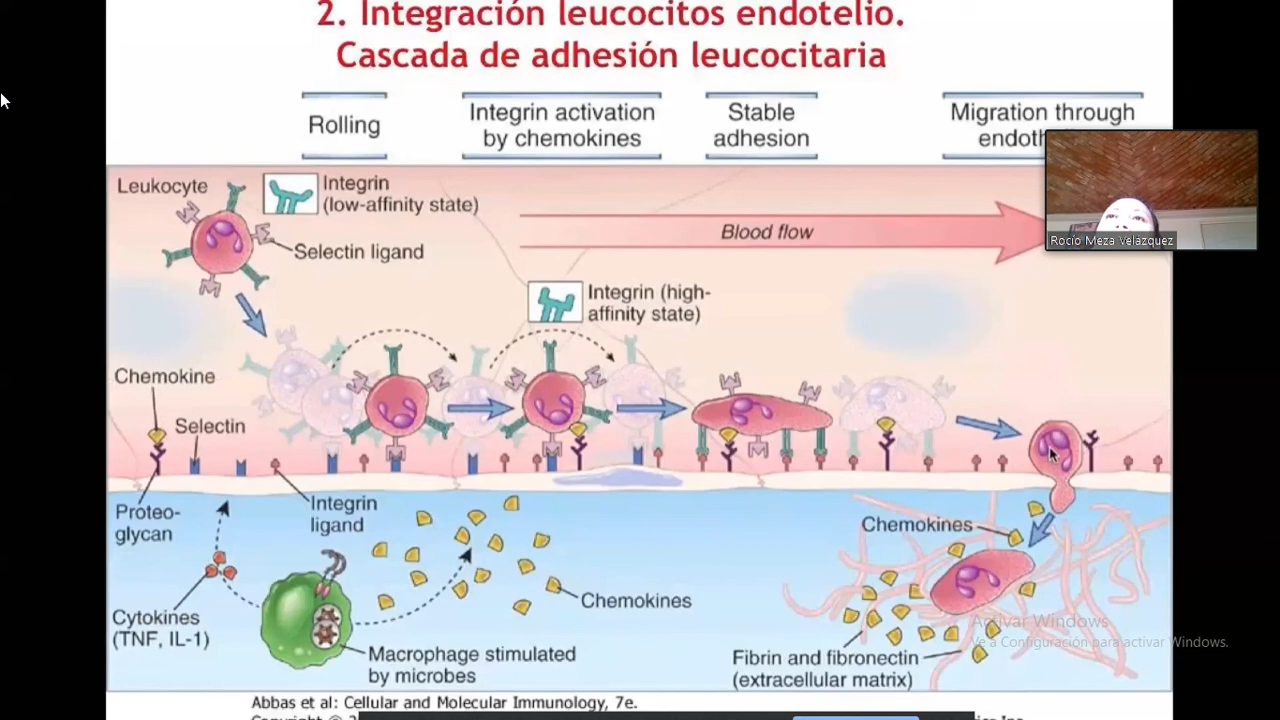 2. Integración leucocitos endotelio.
Cascada de adhesión leucocitaria
Rolling
Integrin activation
by chemokines
Stable
adhesion
Migration through
Leukocyte
Integrin
(low-affinity state)
Selectin ligand
Blood flow
Rocío Meza Velázquez
Integrin (high-
affinity state)
Chemokine
Selectin
Proteo-
glycan
Integrin
ligand
Chemokines
Cytokines
(TNF, IL-1)
Chemokines
Macrophage stimulated
by microbes
Fibrin and fibronectin
(extracellular matrix)
Activar Windows
Ve a Configuración para activar Windows.
Abbas et al: Cellular and Molecular Immunology, 7e.